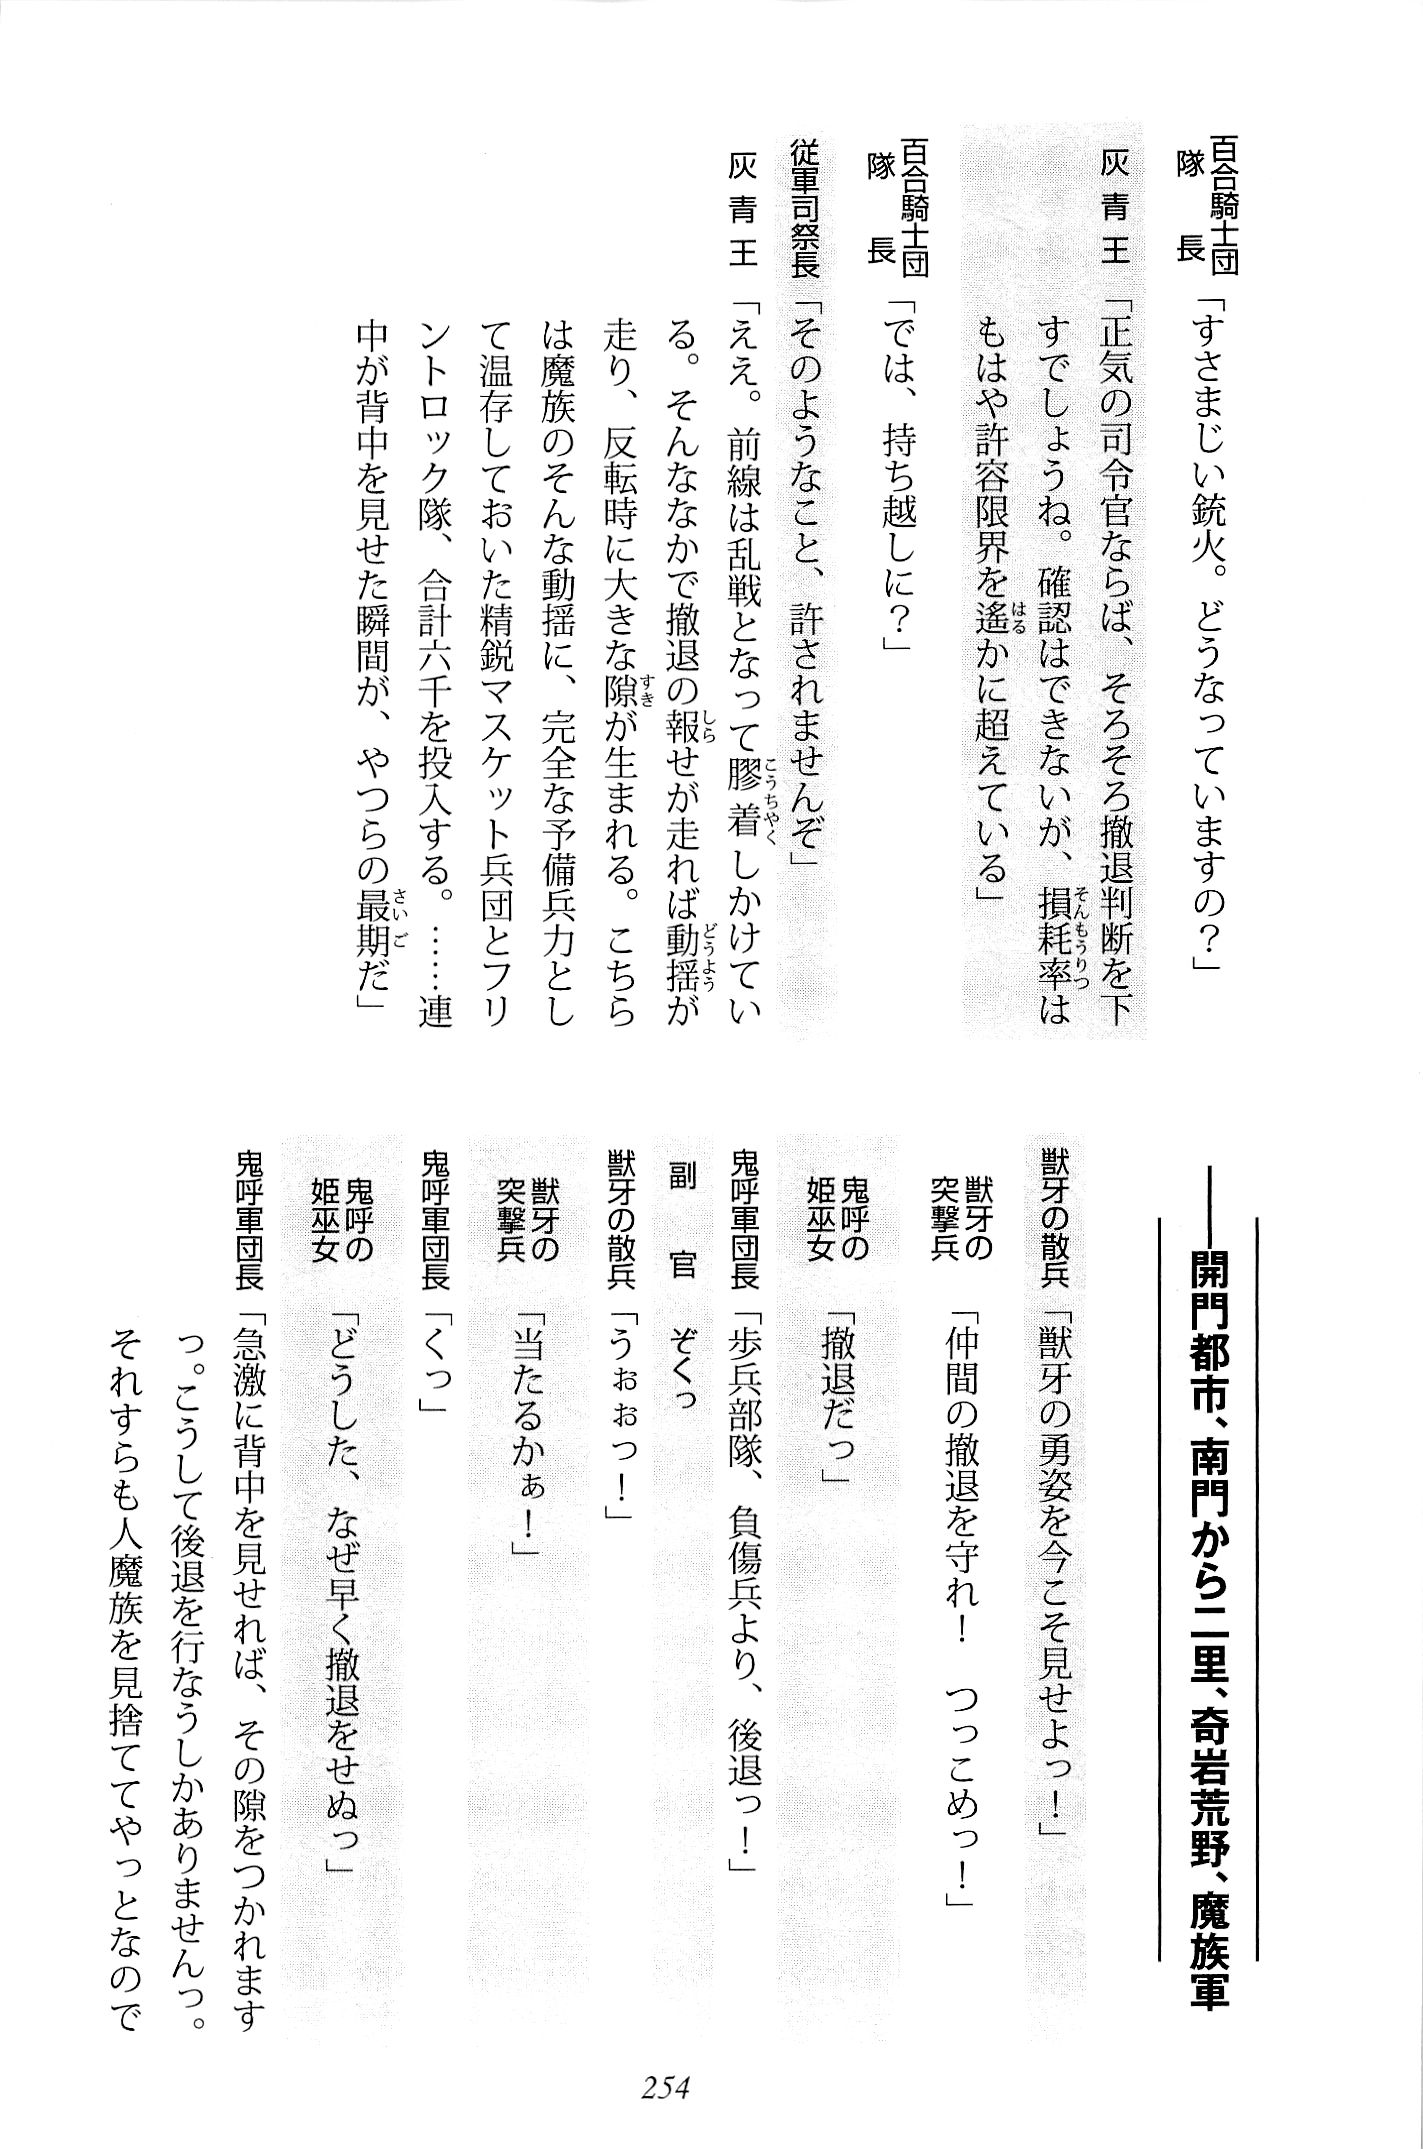 百合騎士団
隊長「すさまじい銃火。どうなっていますの？」
灰青王「正気の司令官ならば、そろそろ撤退判断を下
すでしょうね。確認はできないが、損耗率は
もはや許容限界を遙かに超えている」
百合騎士団
隊長「では、持ち越しに？」
従軍司祭長「そのようなこと、許されませんぞ」
灰青王「ええ。前線は乱戦となって膠着しかけてい
る。そんななかで撤退の報せが走れば動揺が
走り、反転時に大きな隙が生まれる。こちら
は魔族のそんな動揺に、完全な予備兵力とし
て温存しておいた精鋭マスケット兵団とフリ
ントロック隊、合計六千を投入する。……連
中が背中を見せた瞬間が、やつらの最期だ」
――開門都市、南門から二里、奇岩荒野、魔族軍
獣牙の散兵「獣牙の勇姿を今こそ見せよっ！」
獣牙の
突撃兵「仲間の撤退を守れ！　つっこめっ！」
鬼呼の
姫巫女「撤退だっ」
鬼呼軍団長「歩兵部隊、負傷兵より、後退っ！」
副官　ぞくっ
獣牙の散兵「うぉぉっ！」
獣牙の
突撃兵「当たるかぁ！」
鬼呼軍団長「くっ」
鬼呼の
姫巫女「どうした、なぜ早く撤退をせぬっ」
鬼呼軍団長「急激に背中を見せれば、その隙をつかれます
っ。こうして後退を行なうしかありませんっ。
それすらも人魔族を見捨ててやっとなので
254